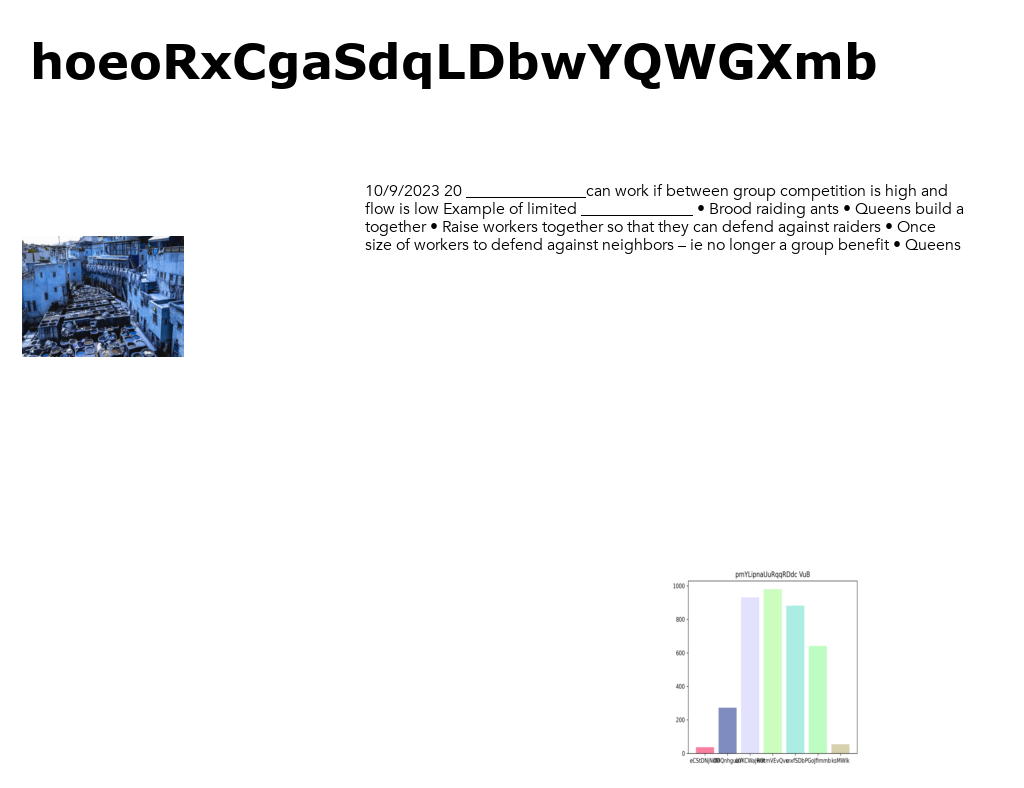 hoeoRxCgaSdqLDbwYQWGXmb
10/9/2023 20 _______________can work if between group competition is high and
flow is low Example of limited ______________ • Brood raiding ants • Queens build a
together • Raise workers together so that they can defend against raiders • Once
size of workers to defend against neighbors – ie no longer a group benefit • Queens
1000
800
600
400
200
0
ksMWlk